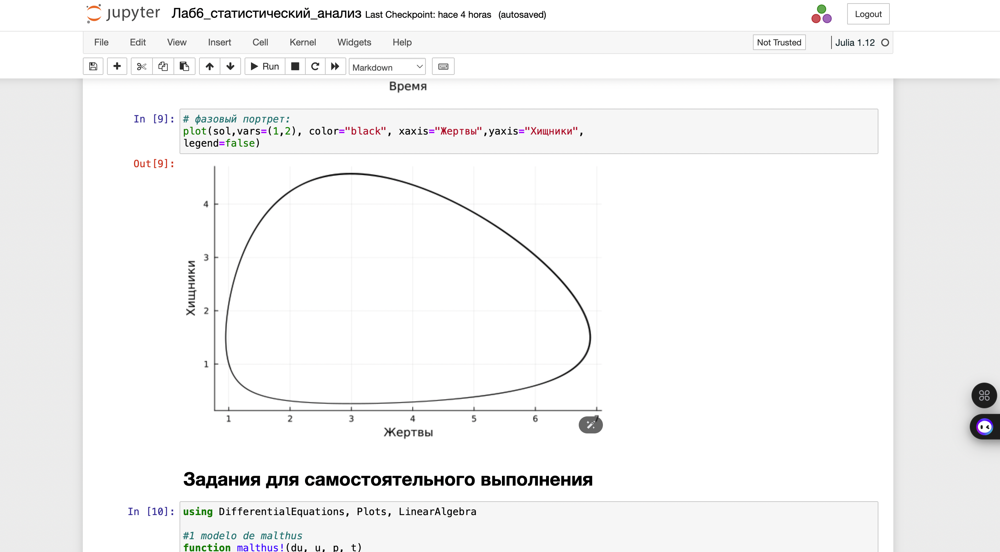 jupyter Лаб6_статистический_анализ Last Checkpoint: hace 4 horas (autosaved)
Logout
File Edit View Insert Cell Kernel Widgets Help
Not Trusted
Julia 1.12
Run
Markdown
Время
In [9]:
# фазовый портрет:
plot(sol,vars=(1,2), color="black", xaxis="Жертвы",yaxis="Хищники",
legend=false)
Out[9]:
4
3
2
1
Хищники
1 2 3 4 5 6 7
Жертвы
Задания для самостоятельного выполнения
In [10]:
using DifferentialEquations, Plots, LinearAlgebra
#1 modelo de malthus
function malthus!(du, u, p, t)